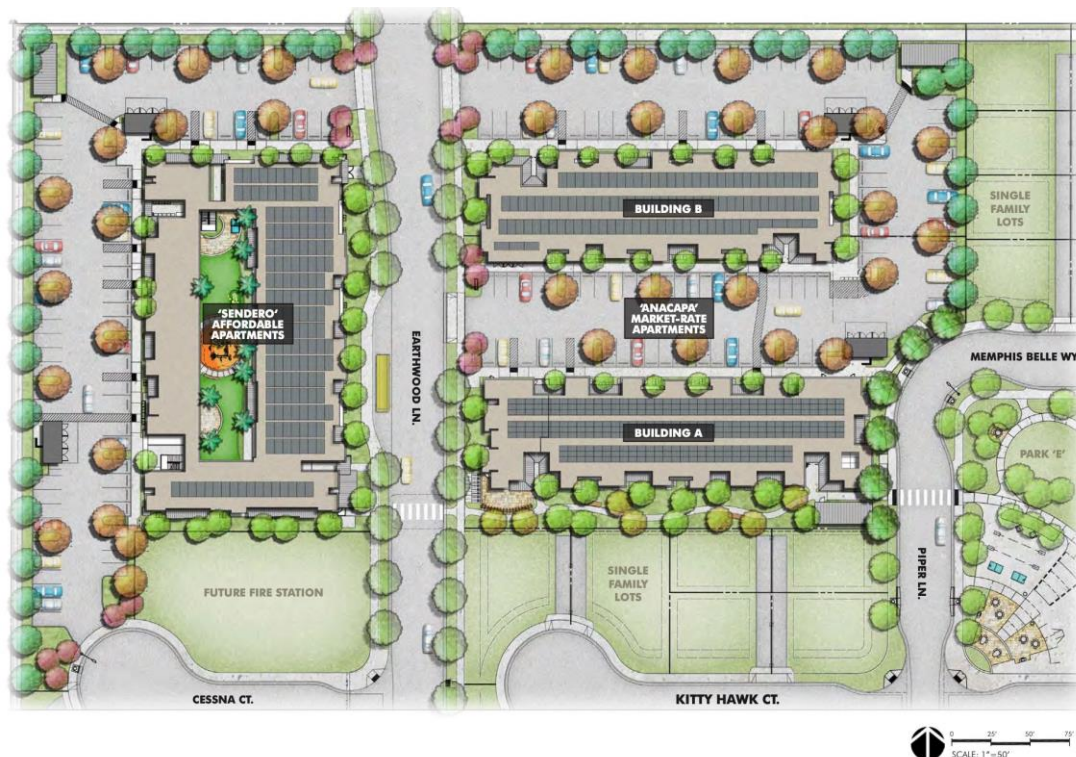 BUILDING B
SINGLE
FAMILY
LOTS
'SENDERO'
AFFORDABLE
APARTMENTS
'ANACAPA'
MARKET-RATE
APARTMENTS
EARTHWOOD LN.
MEMPHIS BELLE WY
BUILDING A
PARK 'E'
FUTURE FIRE STATION
SINGLE
FAMILY
LOTS
PIPER LN.
CESSNA CT.
KITTY HAWK CT.
0 25' 50' 75'
SCALE: 1"=50'